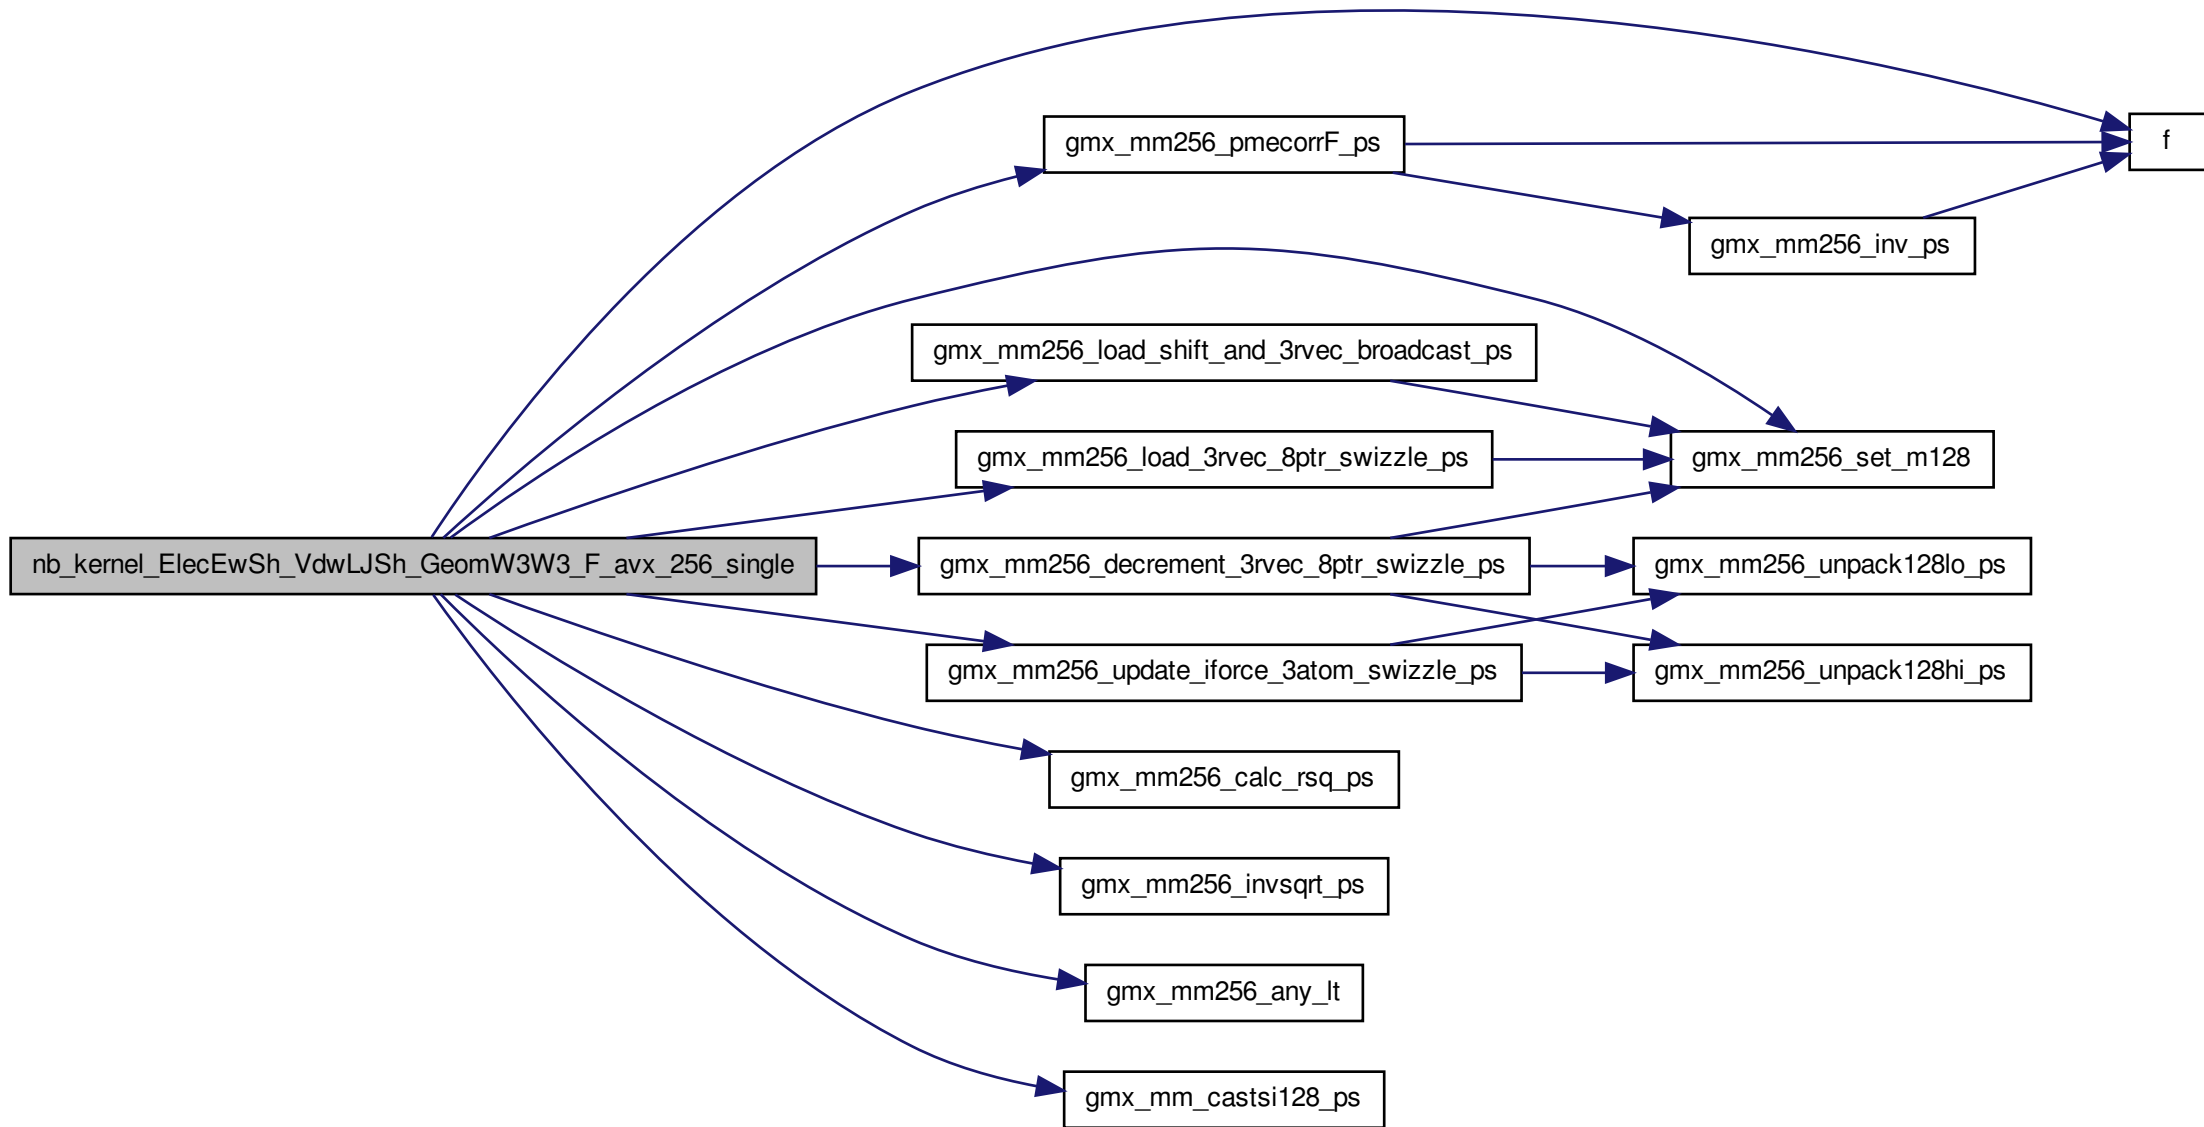 f
gmx_mm256_pmecorrF_ps
gmx_mm256_inv_ps
gmx_mm256_load_shift_and_3rvec_broadcast_ps
gmx_mm256_load_3rvec_8ptr_swizzle_ps
gmx_mm256_set_m128
nb_kernel_ElecEwSh_VdwLJSh_GeomW3W3_F_avx_256_single
gmx_mm256_decrement_3rvec_8ptr_swizzle_ps
gmx_mm256_unpack128lo_ps
gmx_mm256_update_iforce_3atom_swizzle_ps
gmx_mm256_unpack128hi_ps
gmx_mm256_calc_rsq_ps
gmx_mm256_invsqrt_ps
gmx_mm256_any_lt
gmx_mm_castsi128_ps